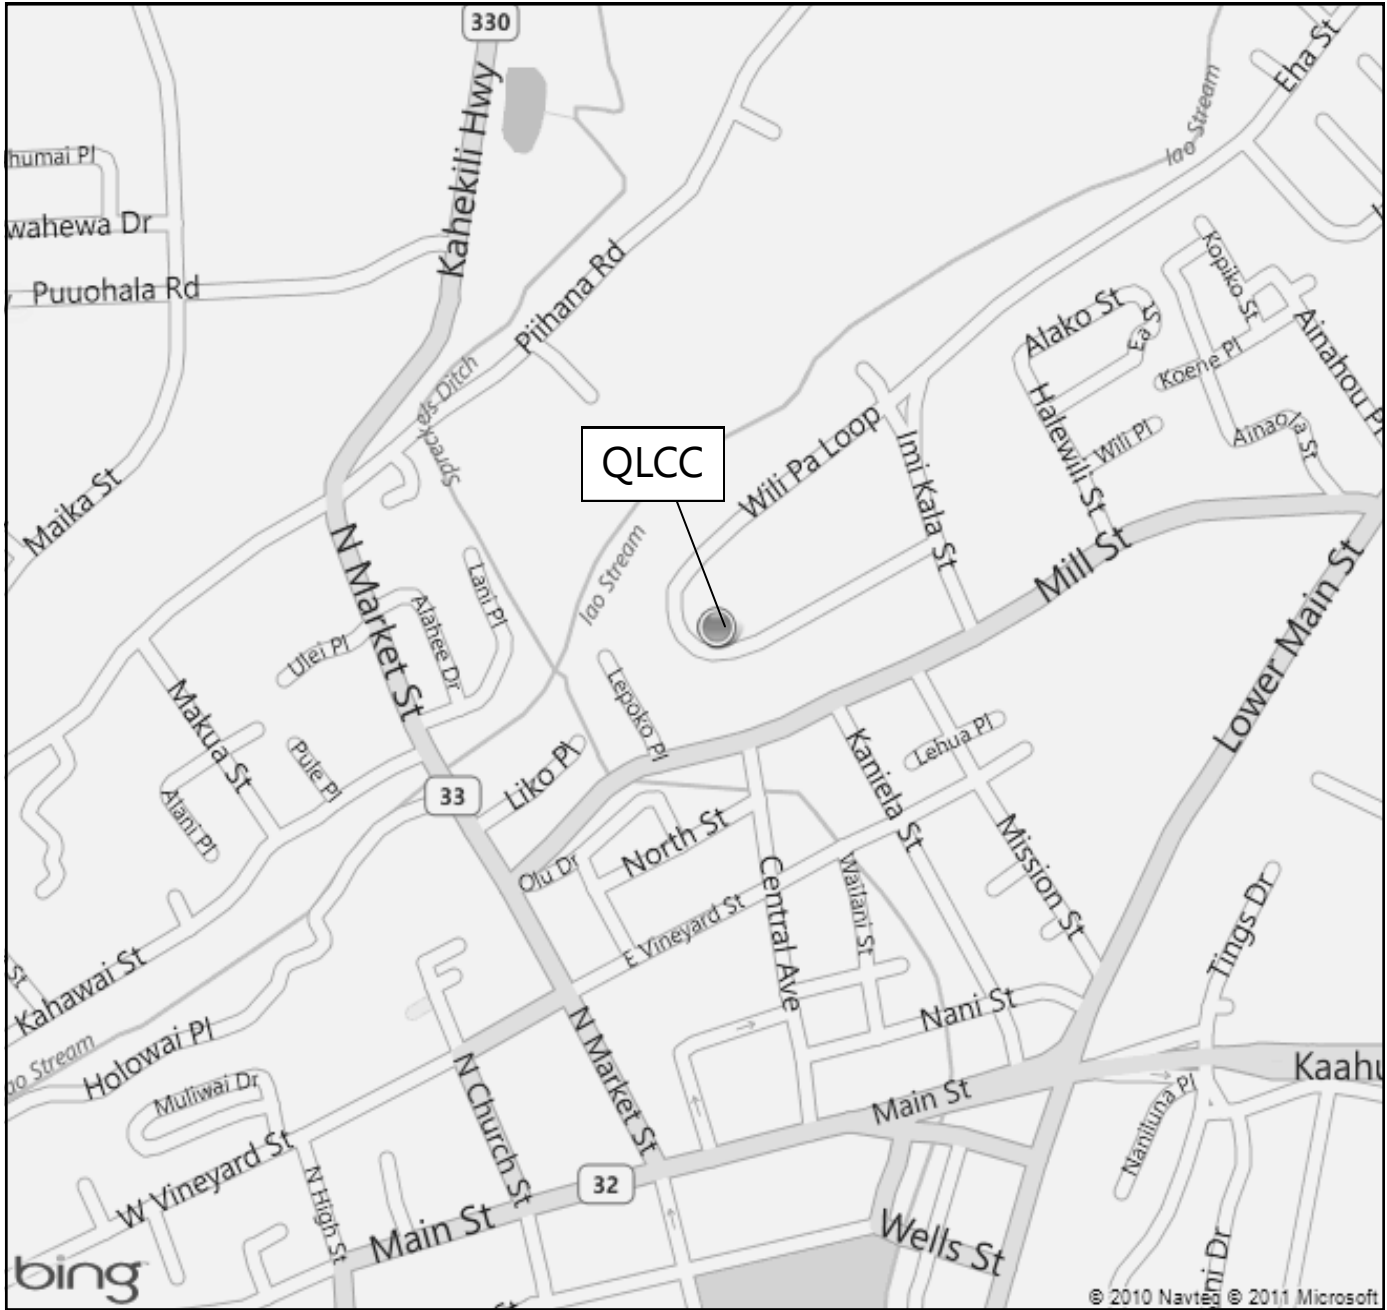 330
Kahekili Hwy
Eha St
Iao Stream
humai Pl
wahewa Dr
Puuohala Rd
Piihana Rd
Kopiko St
Alako St
Ea St
Koene Pl
Ainahou Pl
Spreckels Ditch
Halewili St
Wili Pl
Ainaola St
QLCC
Wili Pa Loop
Imi Kala St
Maika St
N Market St
Iao Stream
Mill St
Lower Main St
Lani Pl
Alahee Dr
Ulei Pl
Makua St
Lepoko Pl
Pule Pl
Alani Pl
33
Liko Pl
Kaniela St
Lehua Pl
Olu Dr
North St
Central Ave
Mission St
Wailani St
E Vineyard St
Tings Dr
St
Kahawai St
ao Stream
Holowai Pl
Nani St
Muliwai Dr
N Church St
N Market St
Main St
Kaahu
Naniluna Pl
W Vineyard St
N High St
32
Main St
Wells St
ni Dr
bing
© 2010 Navteq © 2011 Microsoft